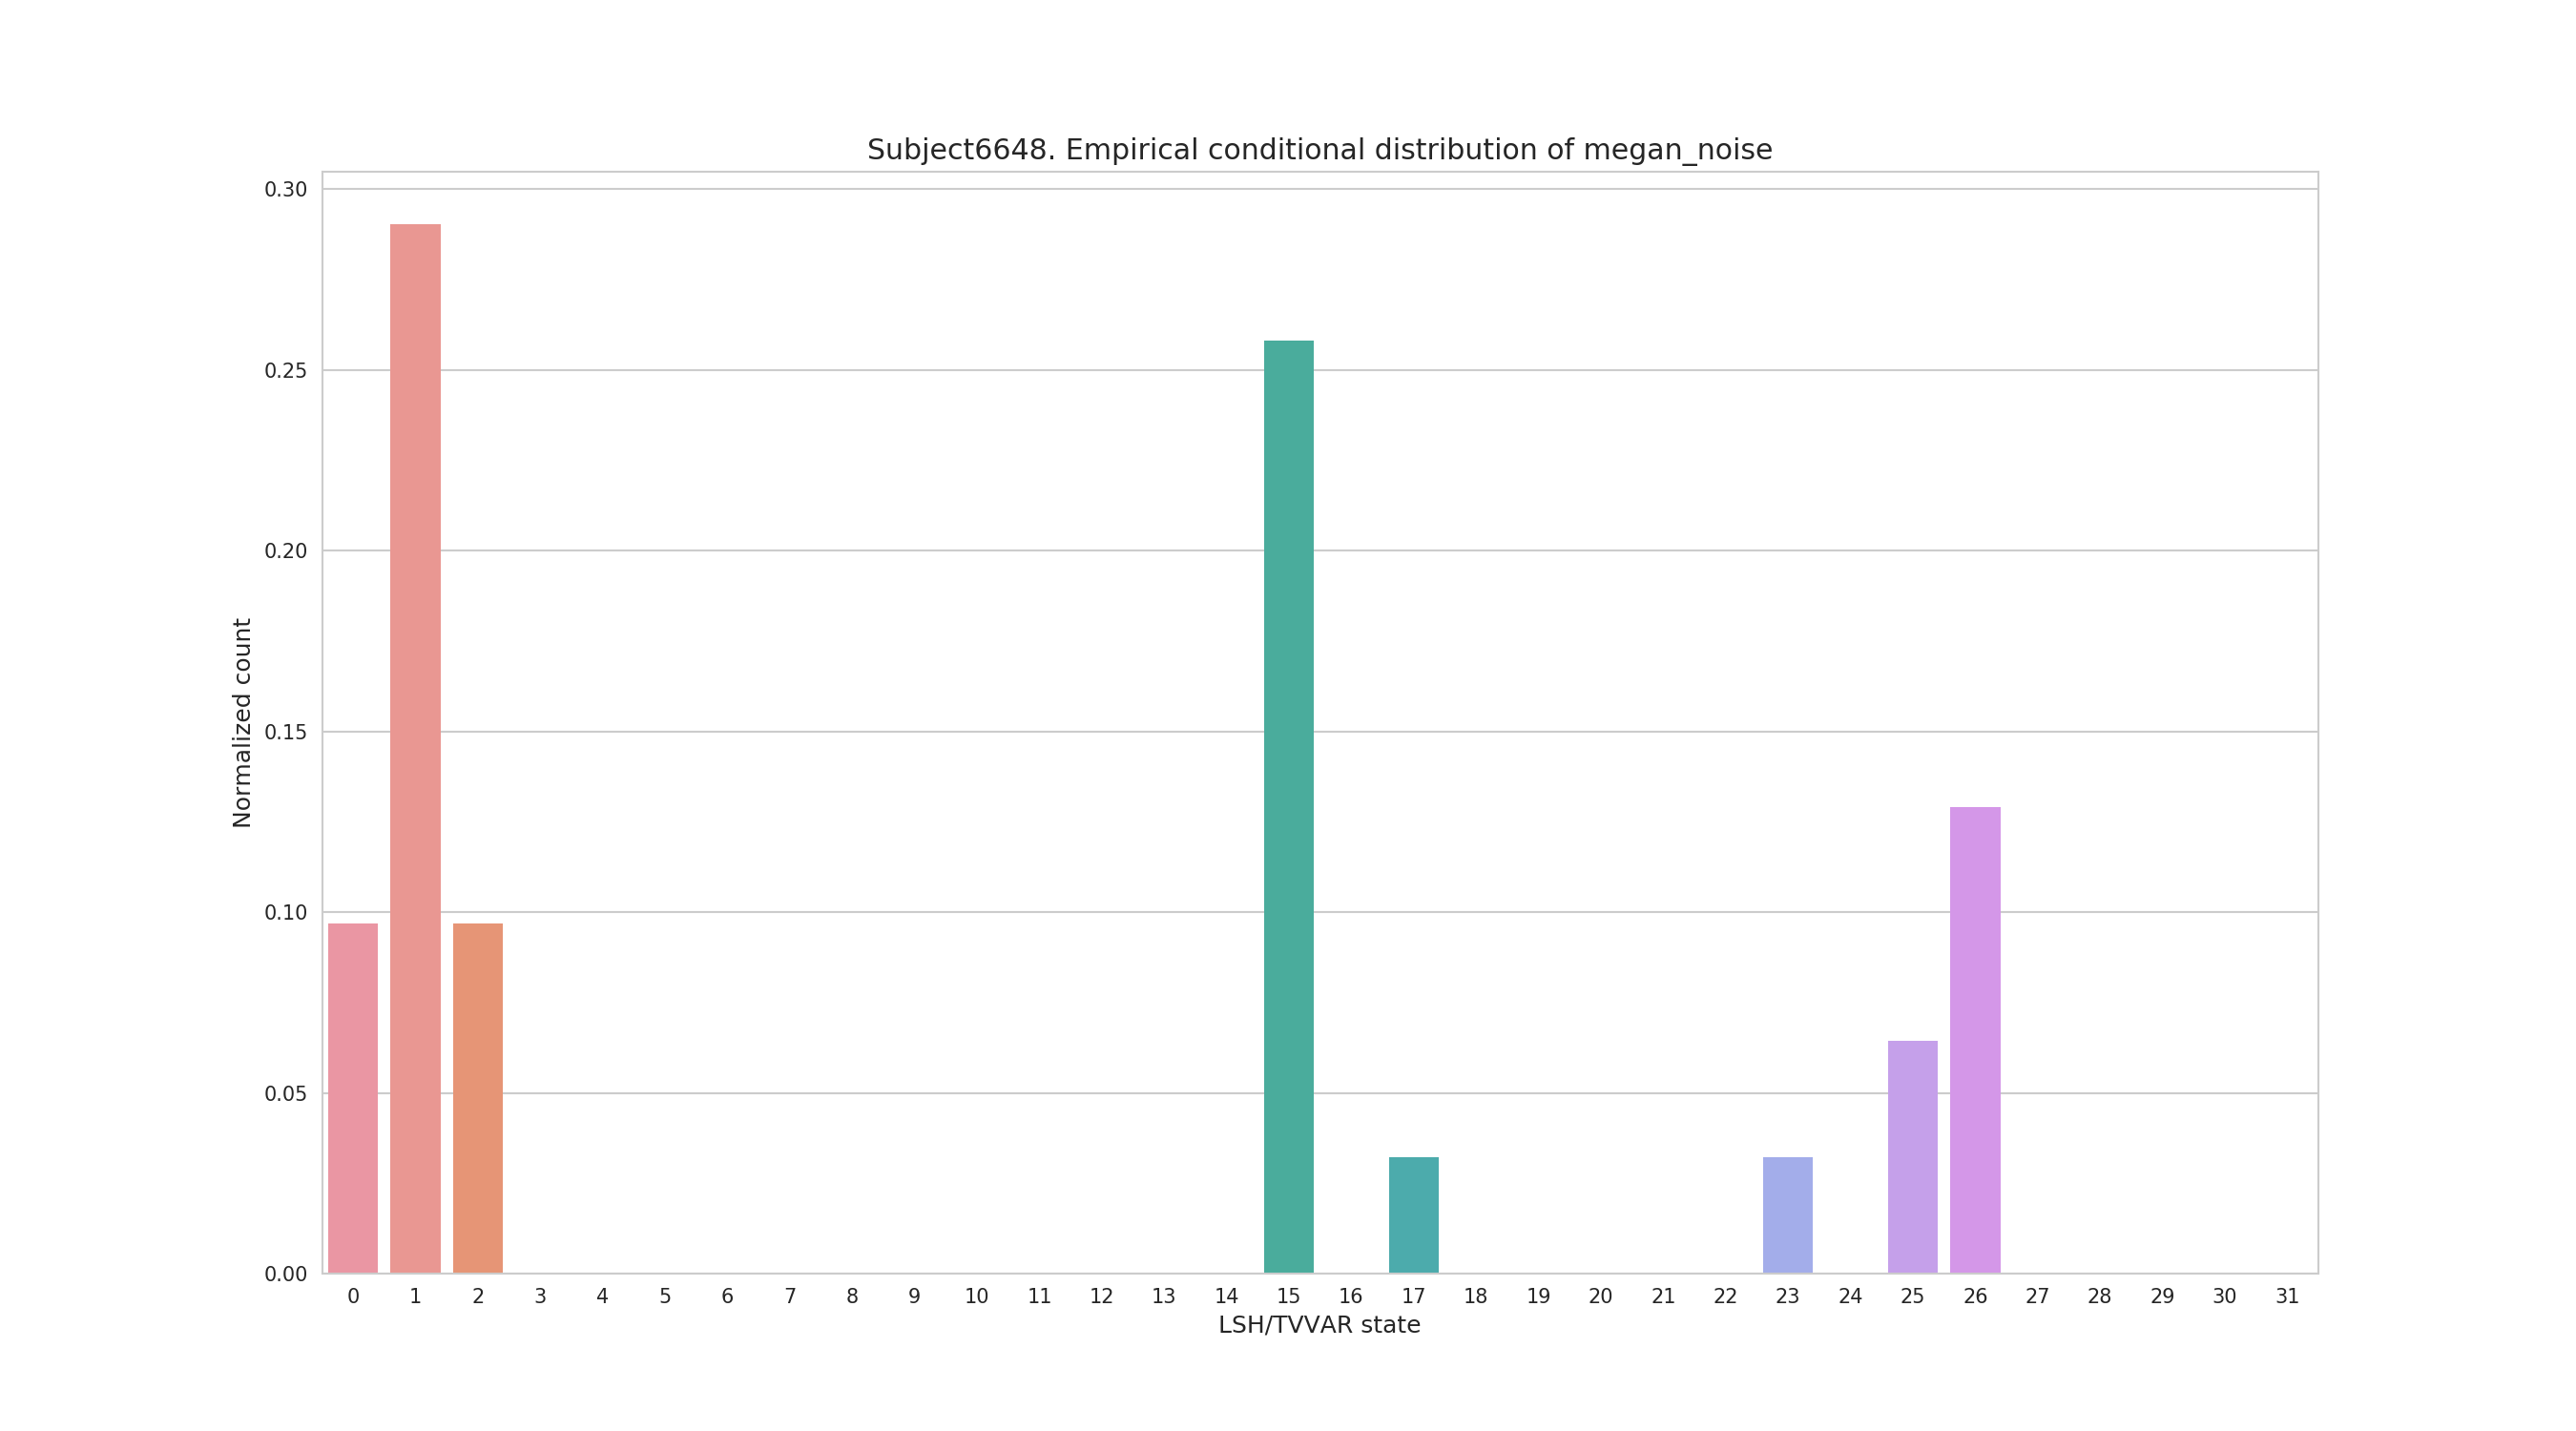 Subject6648. Empirical conditional distribution of megan_noise
0.30
0.25
0.20
0.15
0.10
0.05
0.00
Normalized count
0 1 2 3 4 5 6 7 8 9 10 11 12 13 14 15 16 17 18 19 20 21 22 23 24 25 26 27 28 29 30 31
LSH/TVVAR state